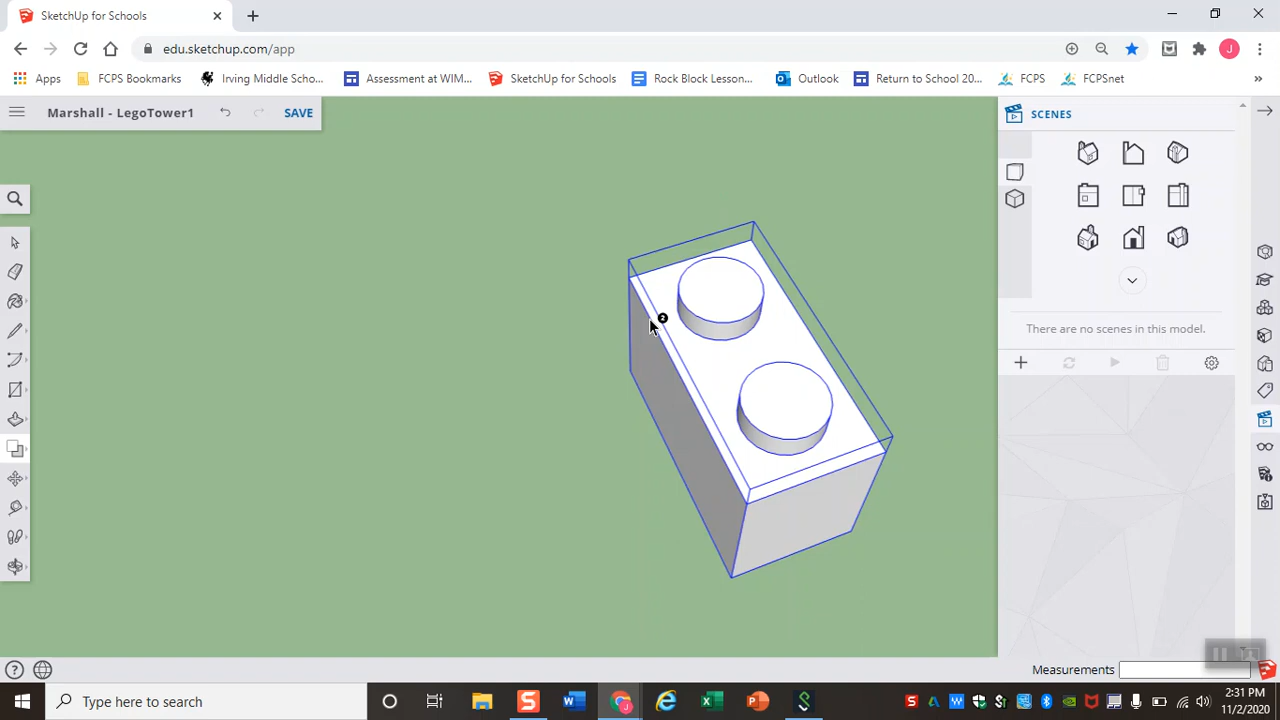 SketchUp for Schools
edu.sketchup.com/app
J
Apps FCPS Bookmarks Irving Middle Scho... Assessment at WIM... SketchUp for Schools Rock Block Lesson... Outlook Return to School 20... FCPS FCPSnet »
Marshall - LegoTower1 SAVE
SCENES
2
There are no scenes in this model.
Measurements
Type here to search
2:31 PM
11/2/2020